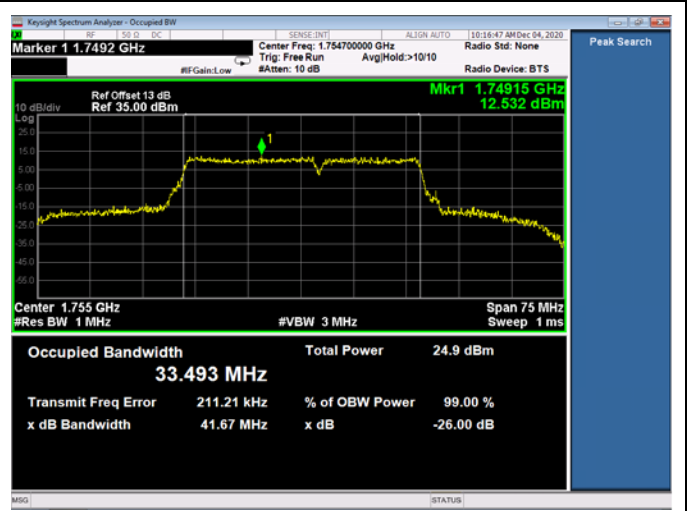 Keysight Spectrum Analyzer - Occupied BW
RF 50 Ω DC SENSE:INT ALIGN AUTO 10:16:47 AM Dec 04, 2020
Marker 1 1.7492 GHz Center Freq: 1.754700000 GHz Radio Std: None Peak Search
Trig: Free Run Avg|Hold:>10/10
#IFGain:Low #Atten: 10 dB Radio Device: BTS
Ref Offset 13 dB Mkr1 1.74915 GHz
10 dB/div Ref 35.00 dBm 12.532 dBm
Log
25.0
1
15.0
5.00
-5.00
-15.0
-25.0
-35.0
-45.0
-55.0
Center 1.755 GHz Span 75 MHz
#Res BW 1 MHz #VBW 3 MHz Sweep 1 ms
Occupied Bandwidth Total Power 24.9 dBm
33.493 MHz
Transmit Freq Error 211.21 kHz % of OBW Power 99.00 %
x dB Bandwidth 41.67 MHz x dB -26.00 dB
MSG STATUS